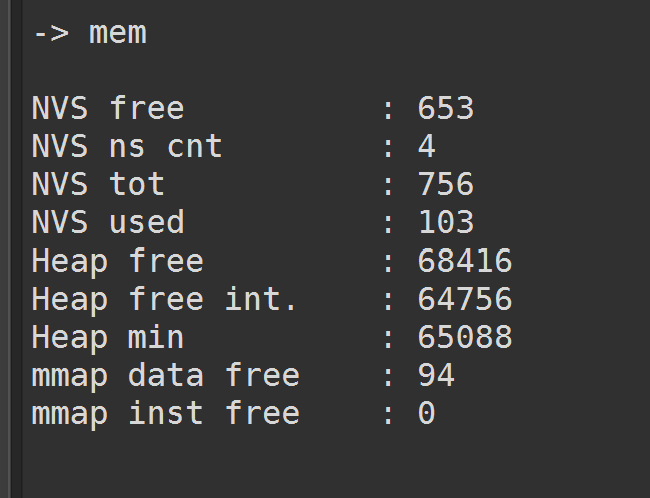 -> mem
NVS free : 653
NVS ns cnt : 4
NVS tot : 756
NVS used : 103
Heap free : 68416
Heap free int. : 64756
Heap min : 65088
mmap data free : 94
mmap inst free : 0